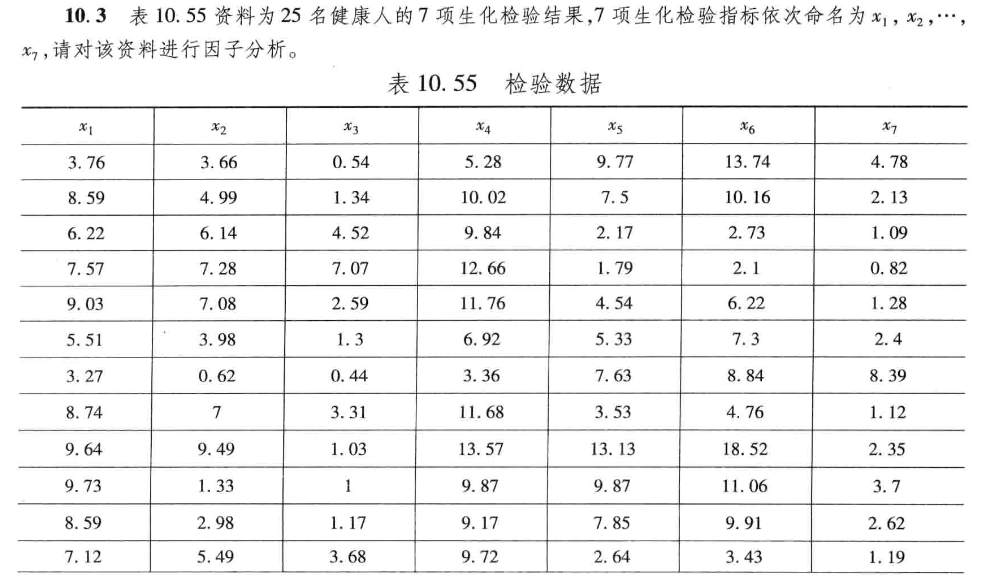 10.3 表 10.55 资料为 25 名健康人的 7 项生化检验结果,7 项生化检验指标依次命名为 x₁, x₂,…,
x₇,请对该资料进行因子分析。
表 10.55 检验数据
x₁ x₂ x₃ x₄ x₅ x₆ x₇
3.76 3.66 0.54 5.28 9.77 13.74 4.78
8.59 4.99 1.34 10.02 7.5 10.16 2.13
6.22 6.14 4.52 9.84 2.17 2.73 1.09
7.57 7.28 7.07 12.66 1.79 2.1 0.82
9.03 7.08 2.59 11.76 4.54 6.22 1.28
5.51 3.98 1.3 6.92 5.33 7.3 2.4
3.27 0.62 0.44 3.36 7.63 8.84 8.39
8.74 7 3.31 11.68 3.53 4.76 1.12
9.64 9.49 1.03 13.57 13.13 18.52 2.35
9.73 1.33 1 9.87 9.87 11.06 3.7
8.59 2.98 1.17 9.17 7.85 9.91 2.62
7.12 5.49 3.68 9.72 2.64 3.43 1.19